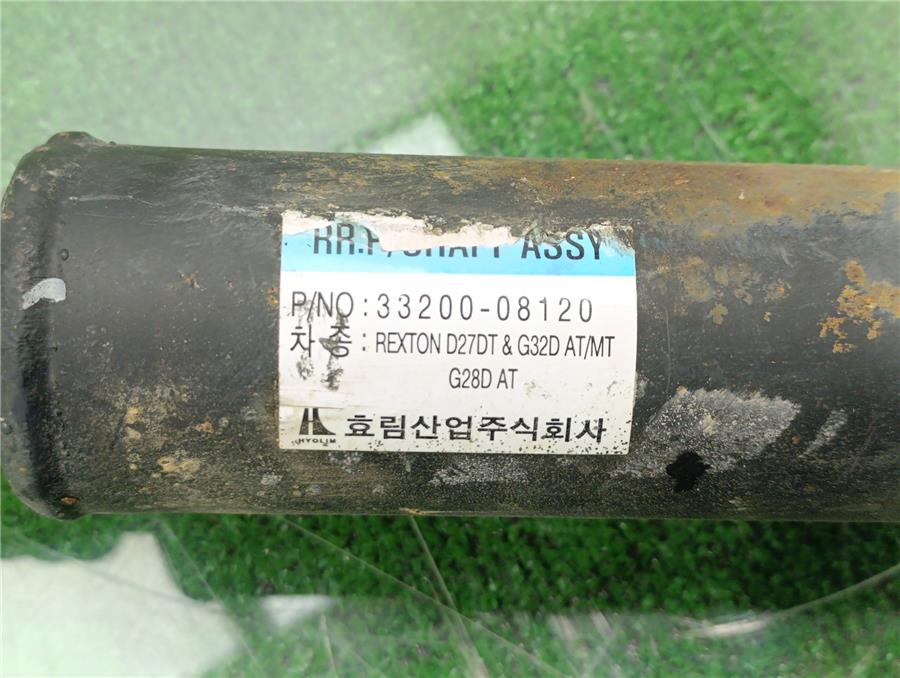 RR.P/SHAFT ASSY
P/NO : 33200-08120
차 종 : REXTON D27DT & G32D AT/MT
G28D AT
HYOLIM 효림산업주식회사